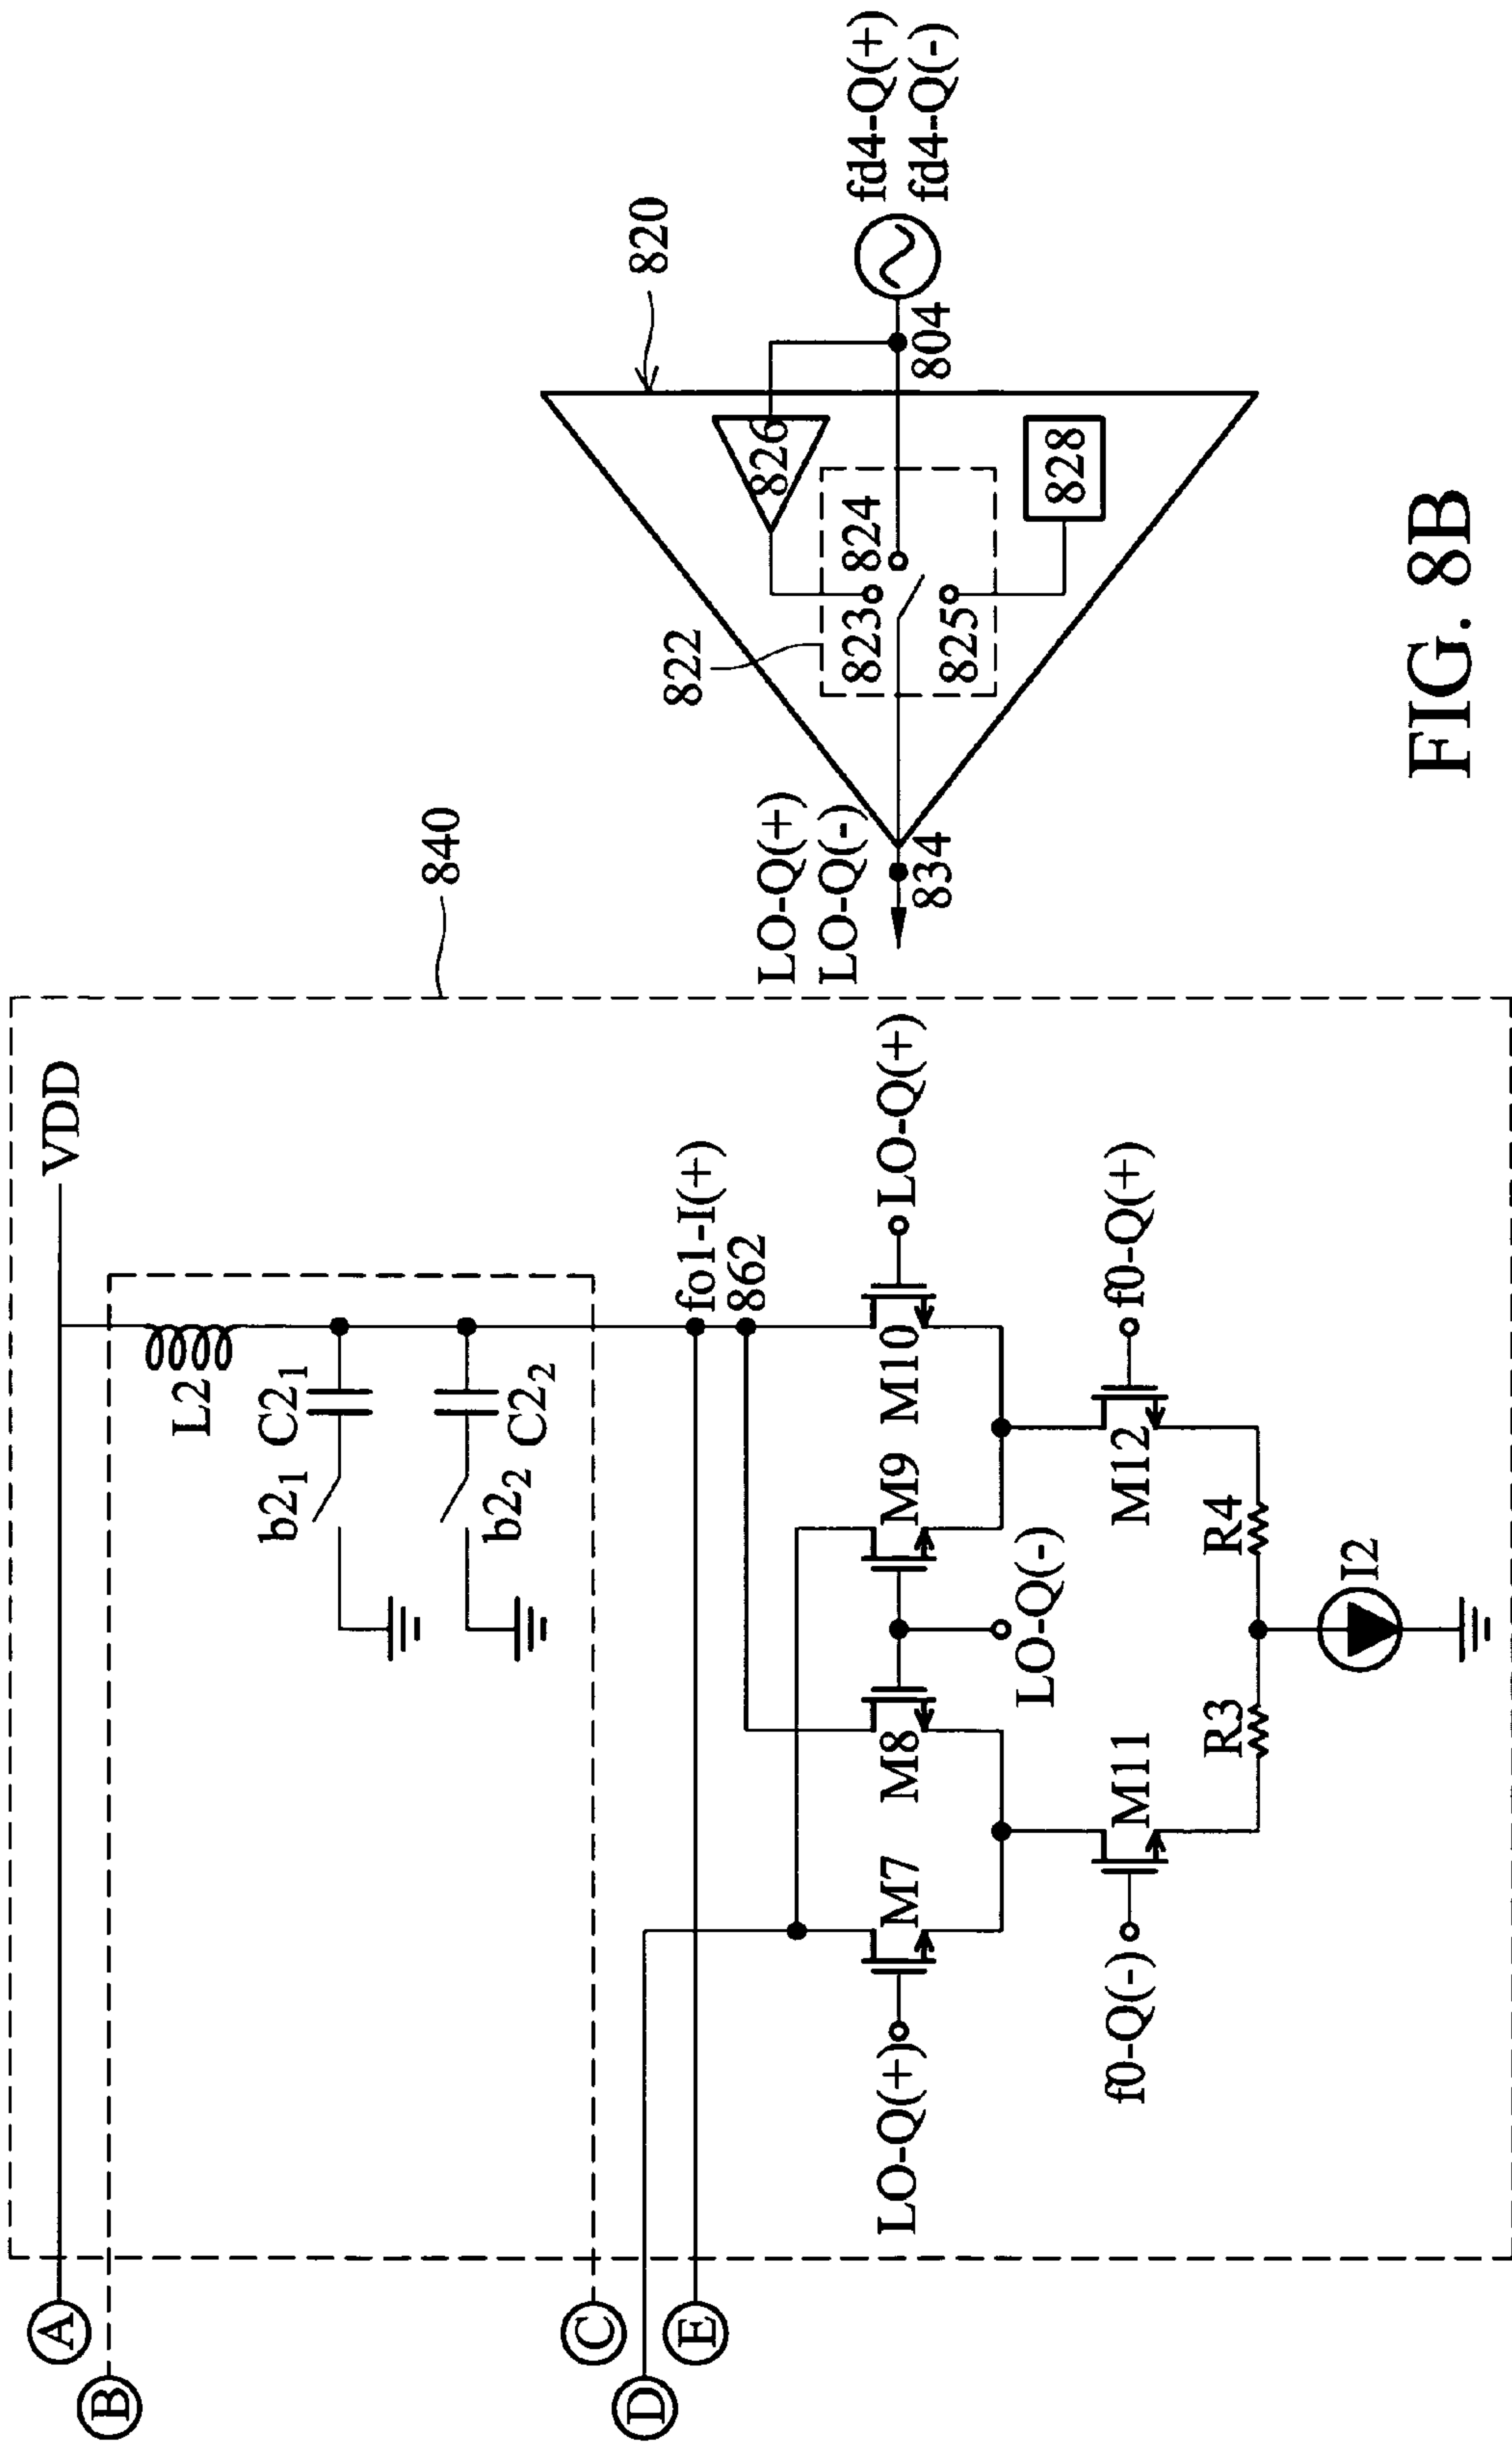 840
A
VDD
B
L2
C2₁
b2₁
C2₂
b2₂
C
D
E
fo1-I(+)
862
LO-Q(+)
M7
M8
M9
M10
LO-Q(+)
LO-Q(-)
f0-Q(-)
M11
M12
f0-Q(+)
R3
R4
I2
820
LO-Q(+)
LO-Q(-)
834
822
823
824
825
826
828
804
fd4-Q(+)
fd4-Q(-)
FIG. 8B